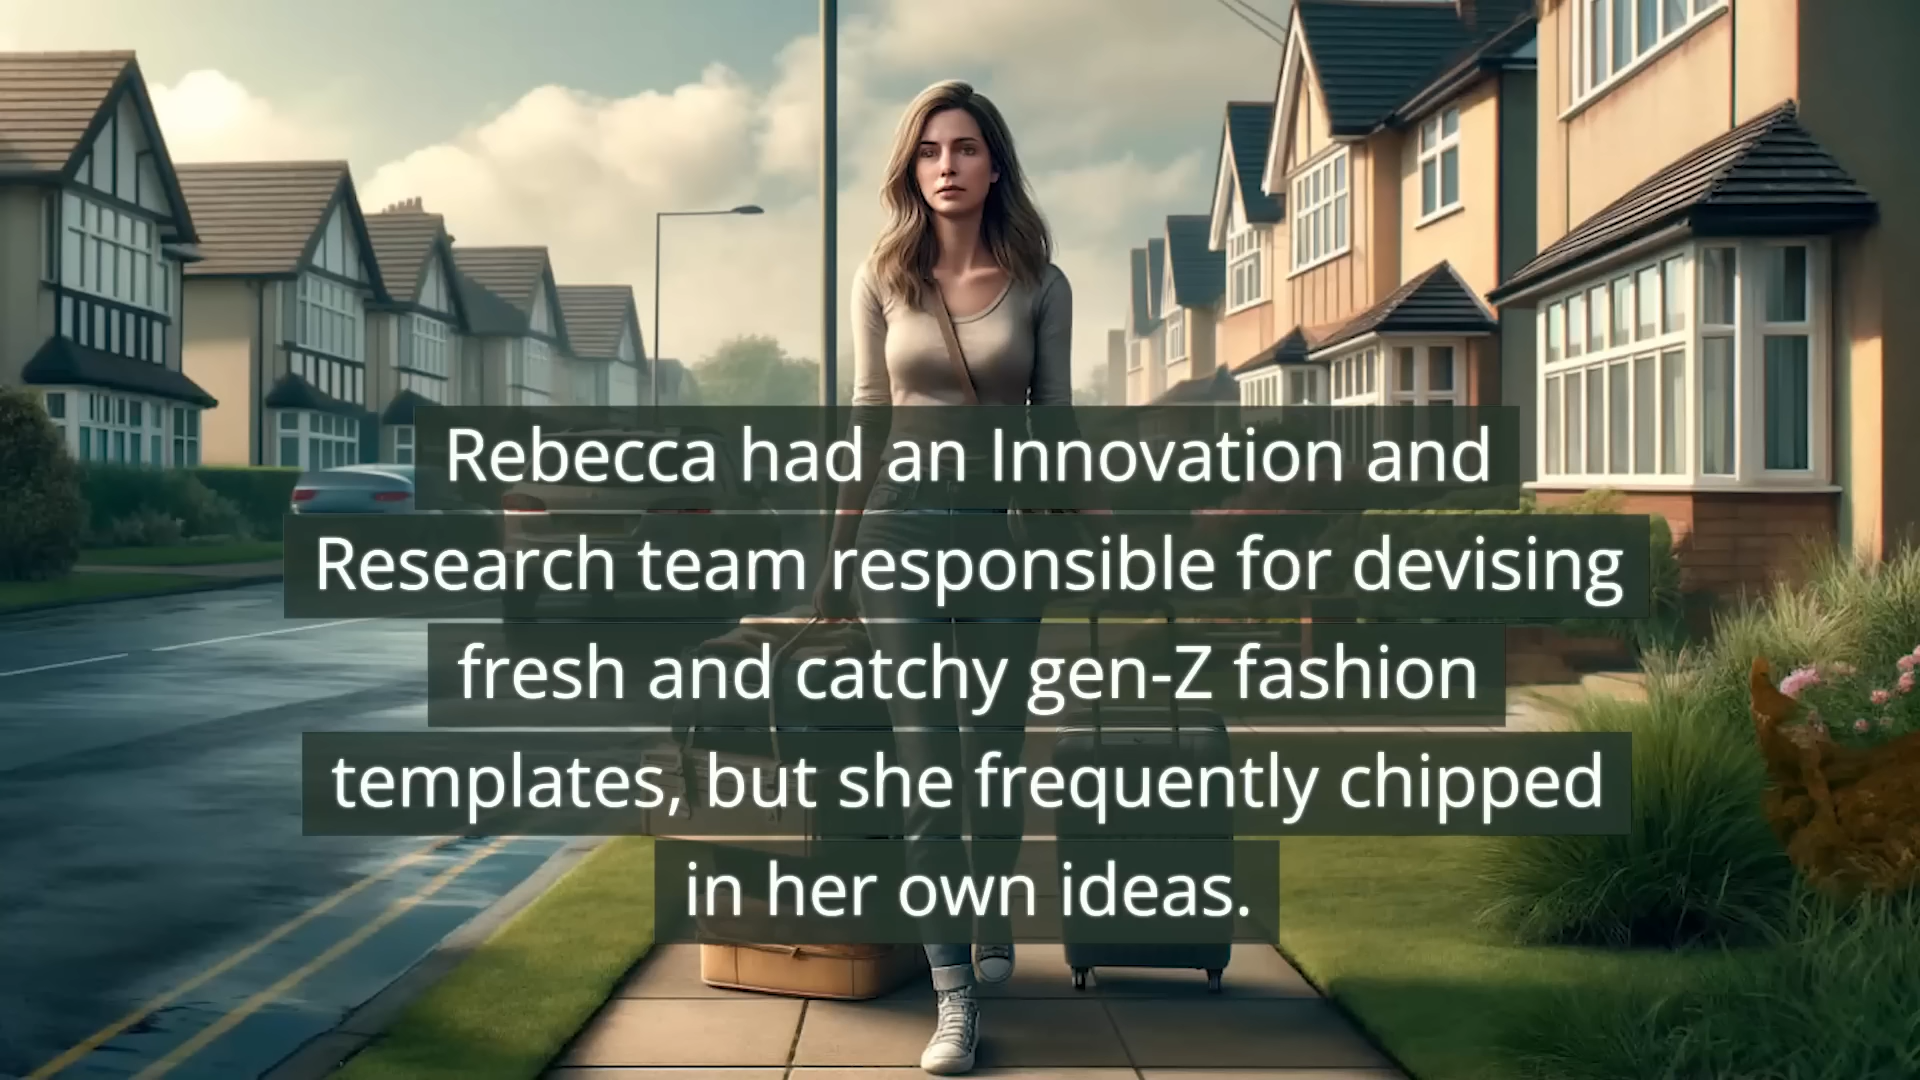 Rebecca had an Innovation and
Research team responsible for devising
fresh and catchy gen-Z fashion
templates, but she frequently chipped
in her own ideas.